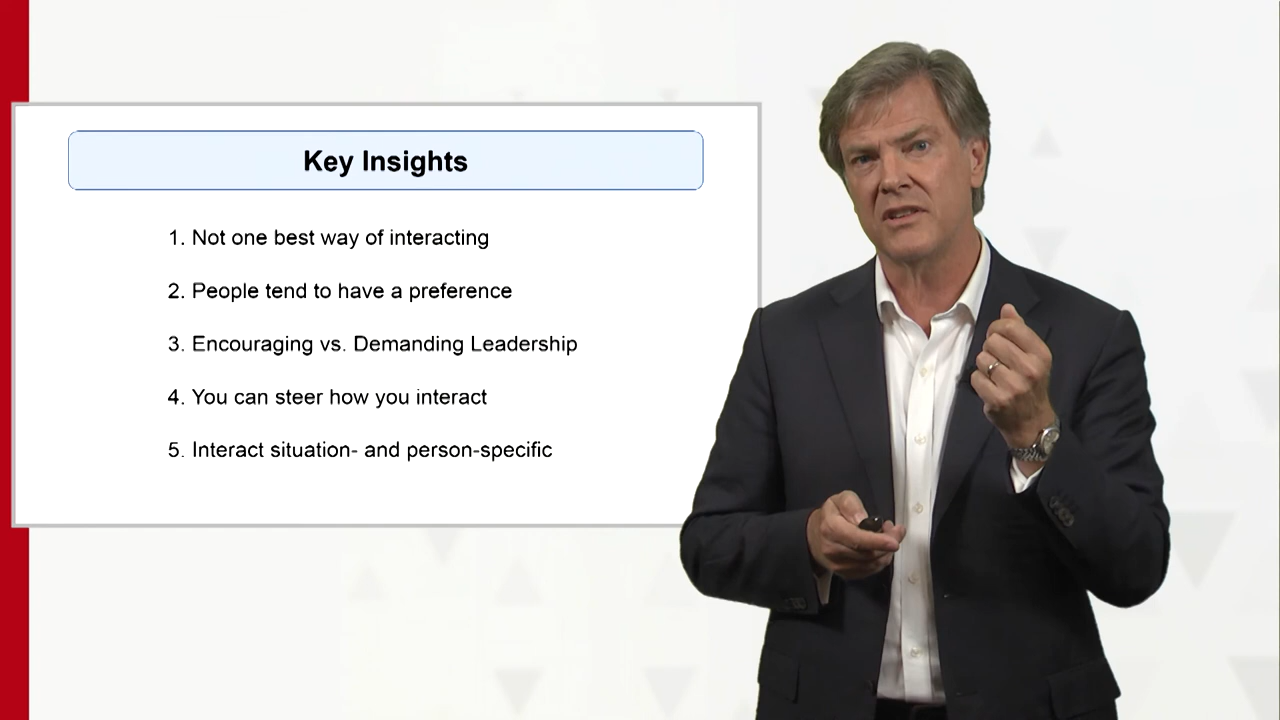 Key Insights
1. Not one best way of interacting
2. People tend to have a preference
3. Encouraging vs. Demanding Leadership
4. You can steer how you interact
5. Interact situation- and person-specific